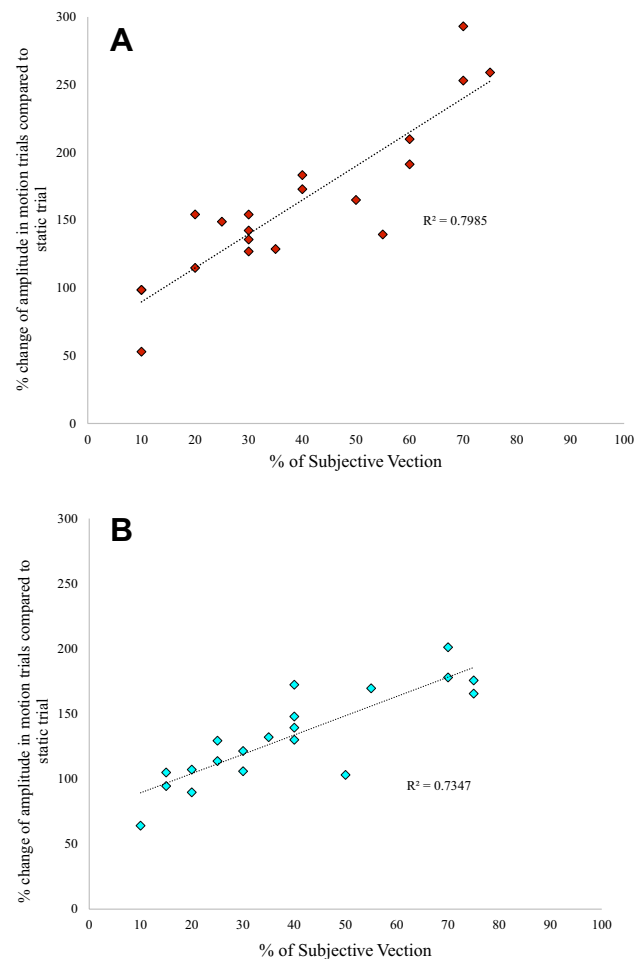 A
% change of amplitude in motion trials compared to
static trial
300
250
200
150
100
50
0
R² = 0.7985
0 10 20 30 40 50 60 70 80 90 100
% of Subjective Vection
B
% change of amplitude in motion trials compared to
static trial
300
250
200
150
100
50
0
R² = 0.7347
0 10 20 30 40 50 60 70 80 90 100
% of Subjective Vection